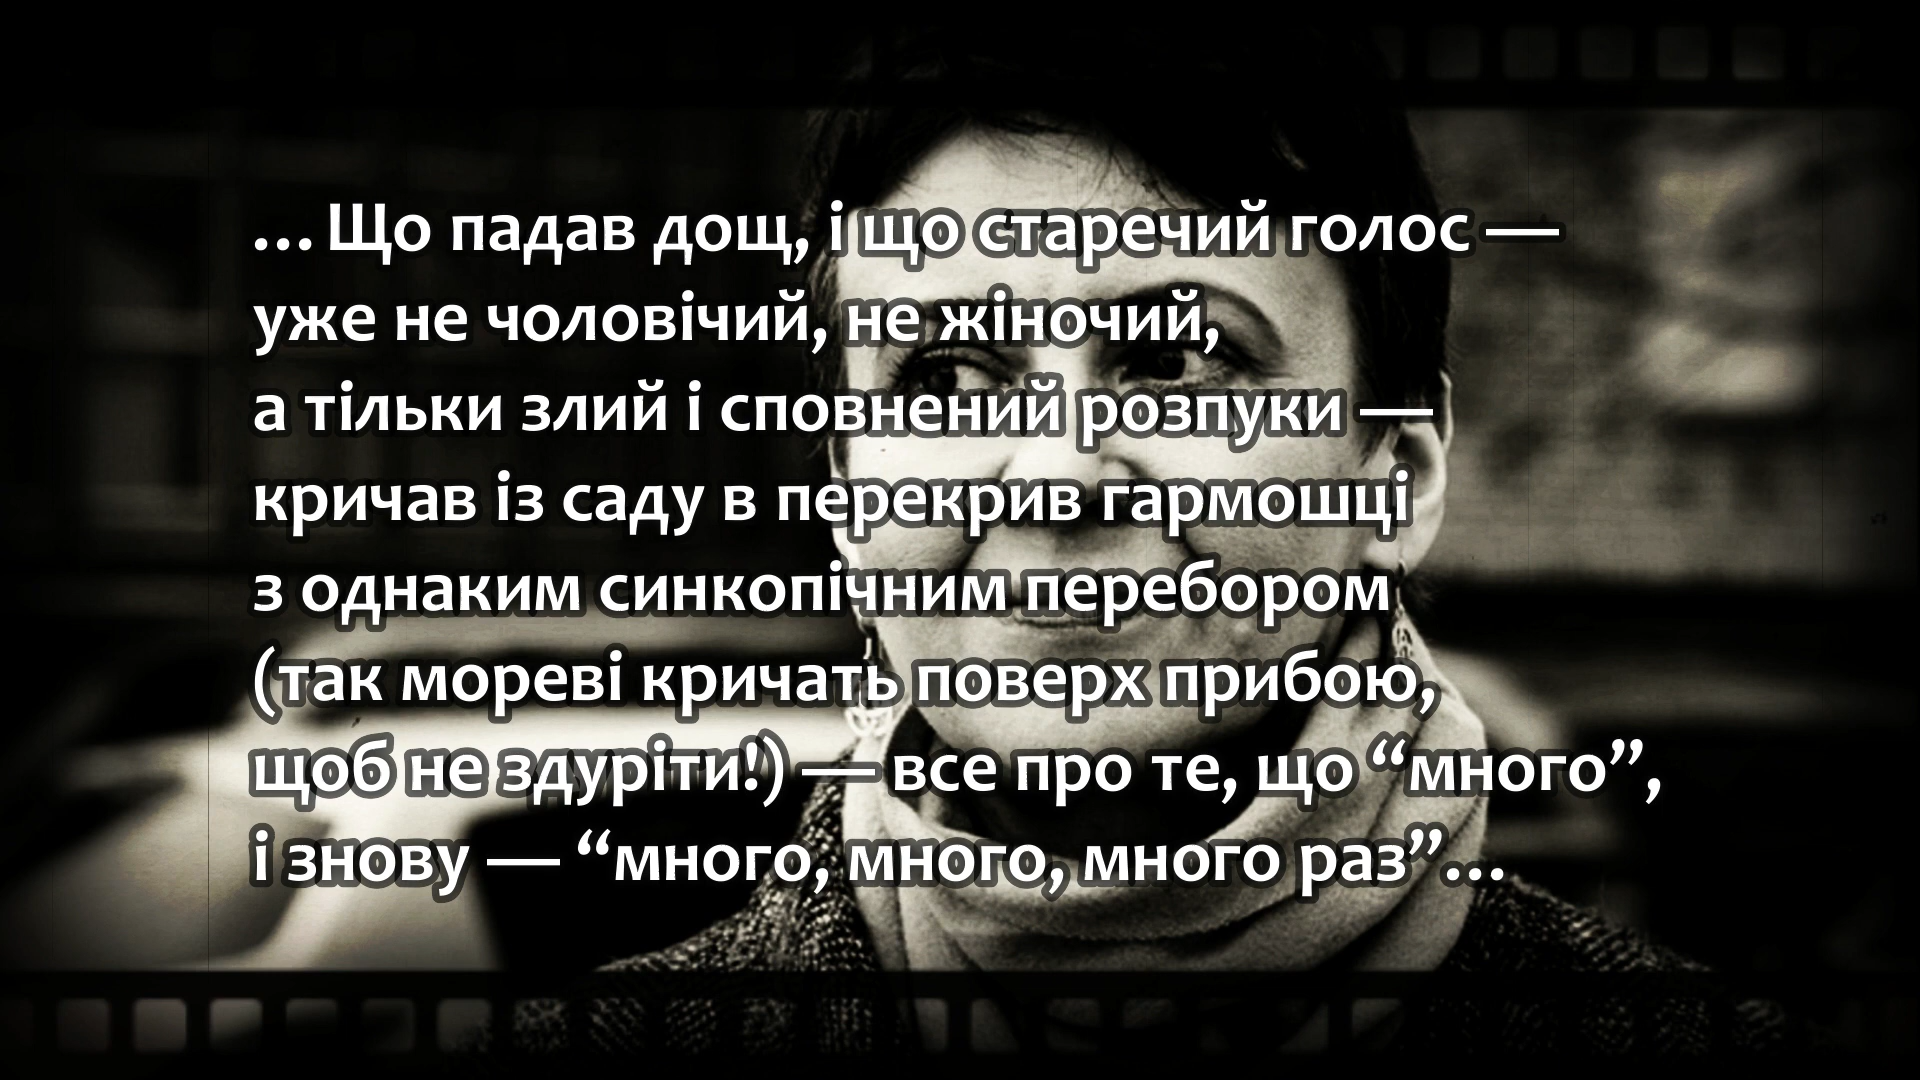 …Що падав дощ, і що старечий голос —
уже не чоловічий, не жіночий,
а тільки злий і сповнений розпуки —
кричав із саду в перекрив гармошці
з однаким синкопічним перебором
(так мореві кричать поверх прибою,
щоб не здуріти!) — все про те, що “много”,
і знову — “много, много, много раз”…